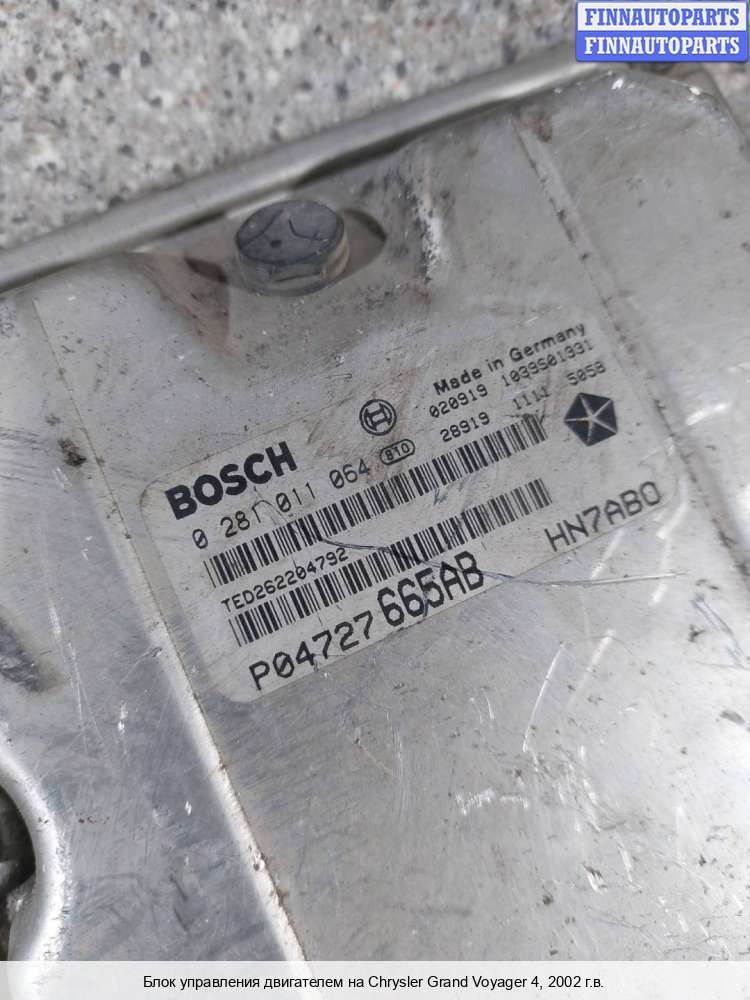 FINNAUTOPARTS
FINNAUTOPARTS
Made in Germany
BOSCH
020919 1039S01331
0 281 011 064 BT0 28919 1111 5058
TED262204792
P04727665AB HN7AB0
Блок управления двигателем на Chrysler Grand Voyager 4, 2002 г.в.